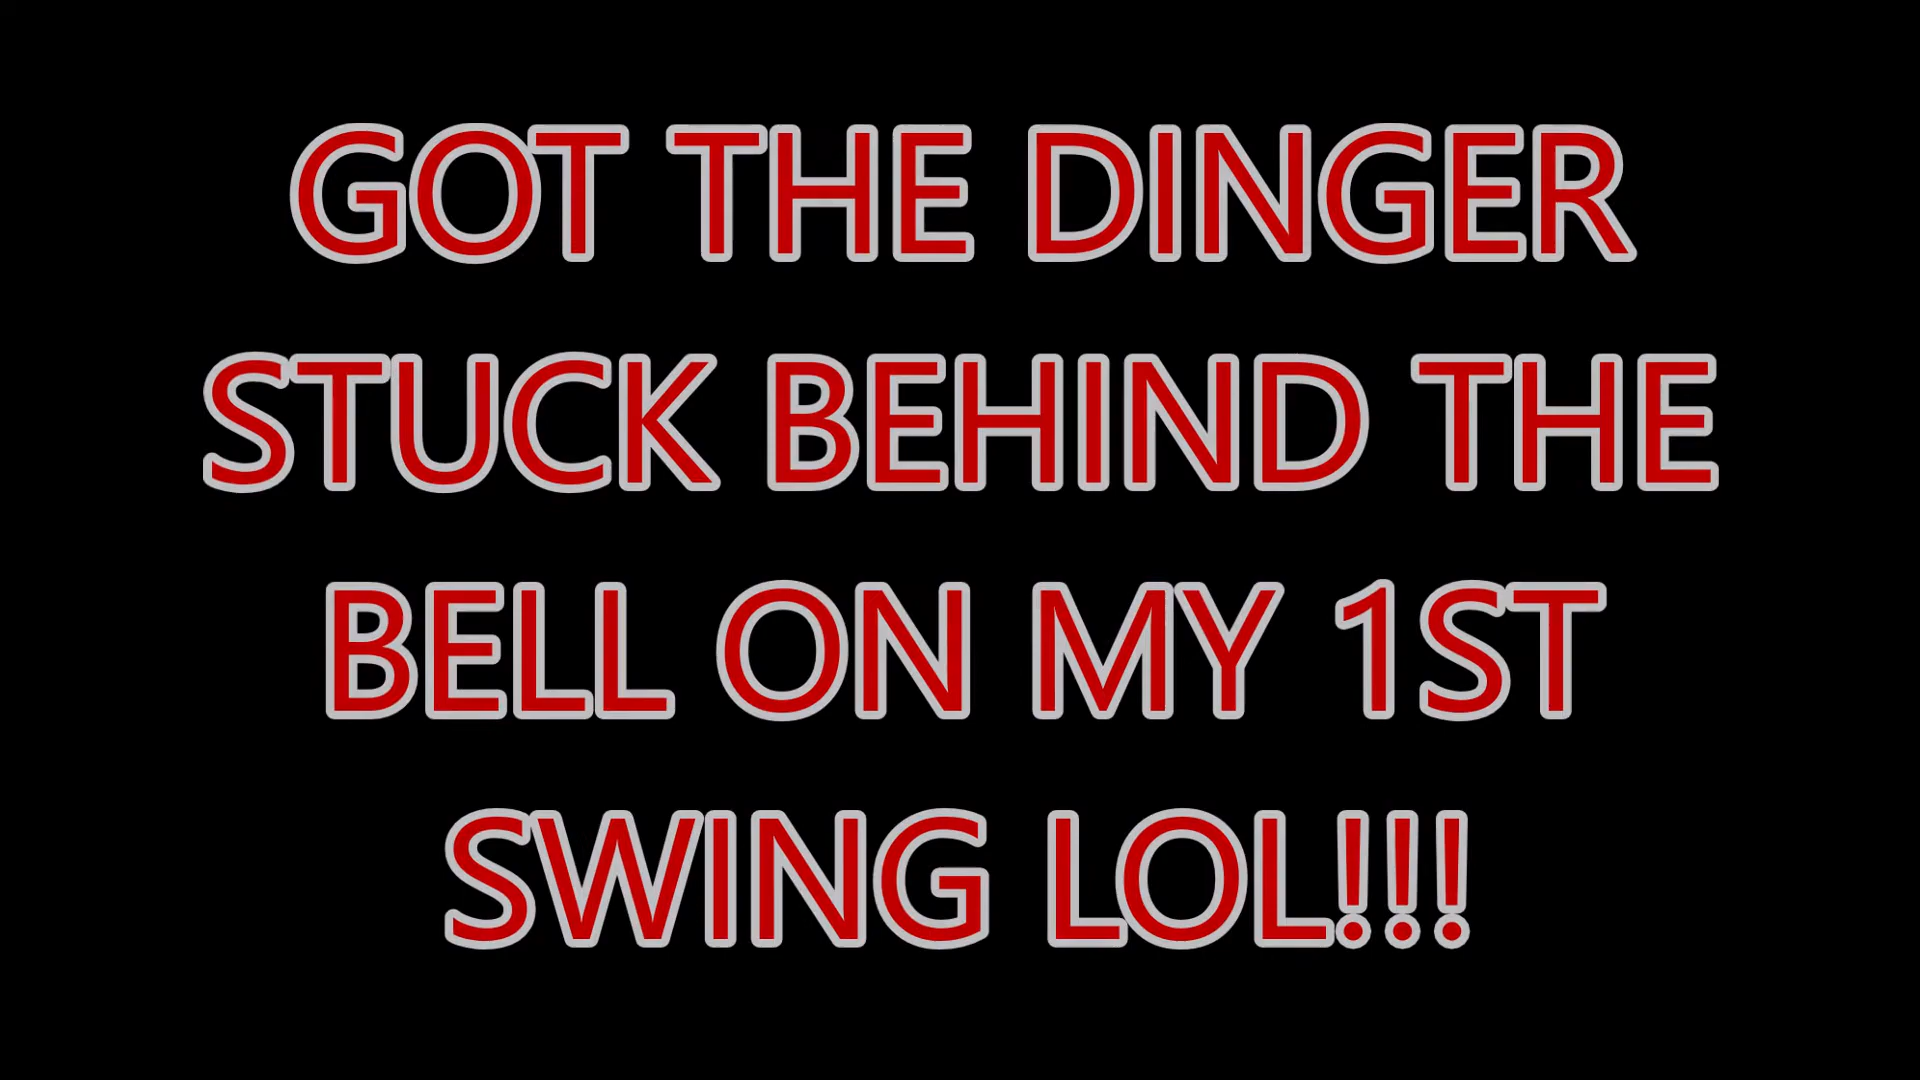 GOT THE DINGER
STUCK BEHIND THE
BELL ON MY 1ST
SWING LOL!!!